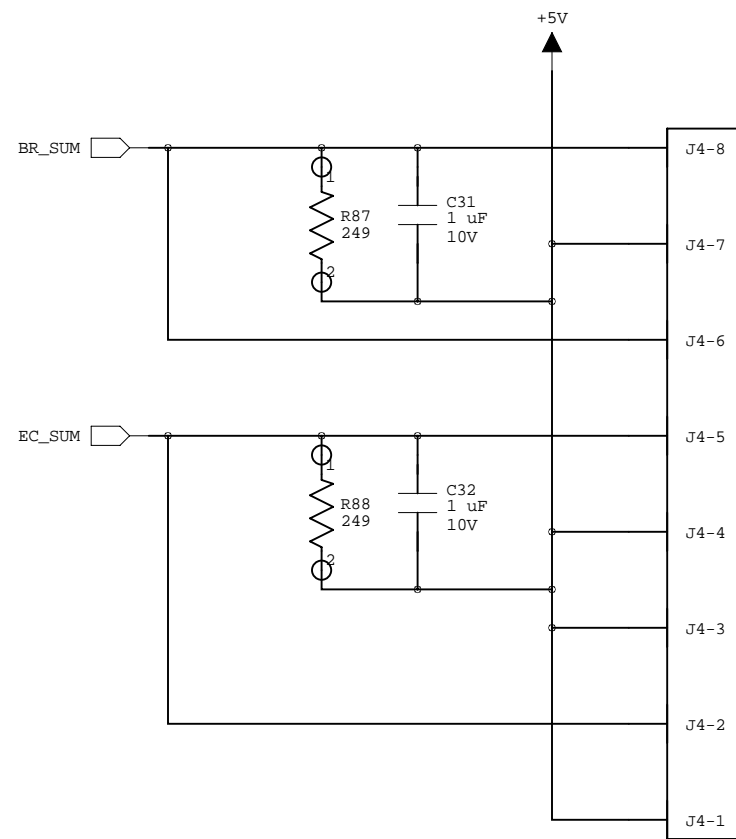 +5V
BR_SUM
J4-8
1
R87
249
2
C31
1 uF
10V
J4-7
J4-6
EC_SUM
J4-5
1
R88
249
2
C32
1 uF
10V
J4-4
J4-3
J4-2
J4-1